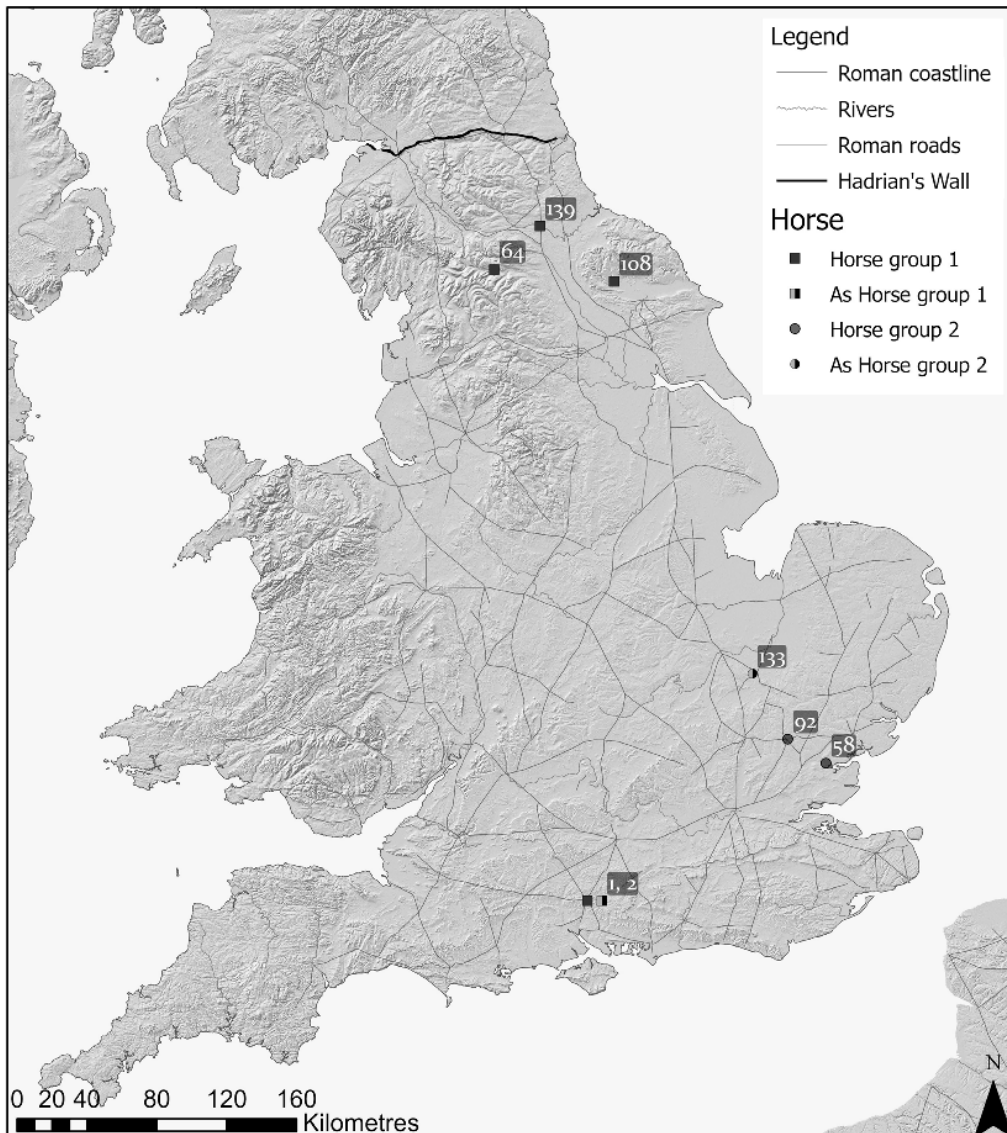 Legend
Roman coastline
Rivers
Roman roads
Hadrian's Wall
Horse
Horse group 1
As Horse group 1
Horse group 2
As Horse group 2
139
64
108
133
92
58
1, 2
N
0 20 40 80 120 160
Kilometres